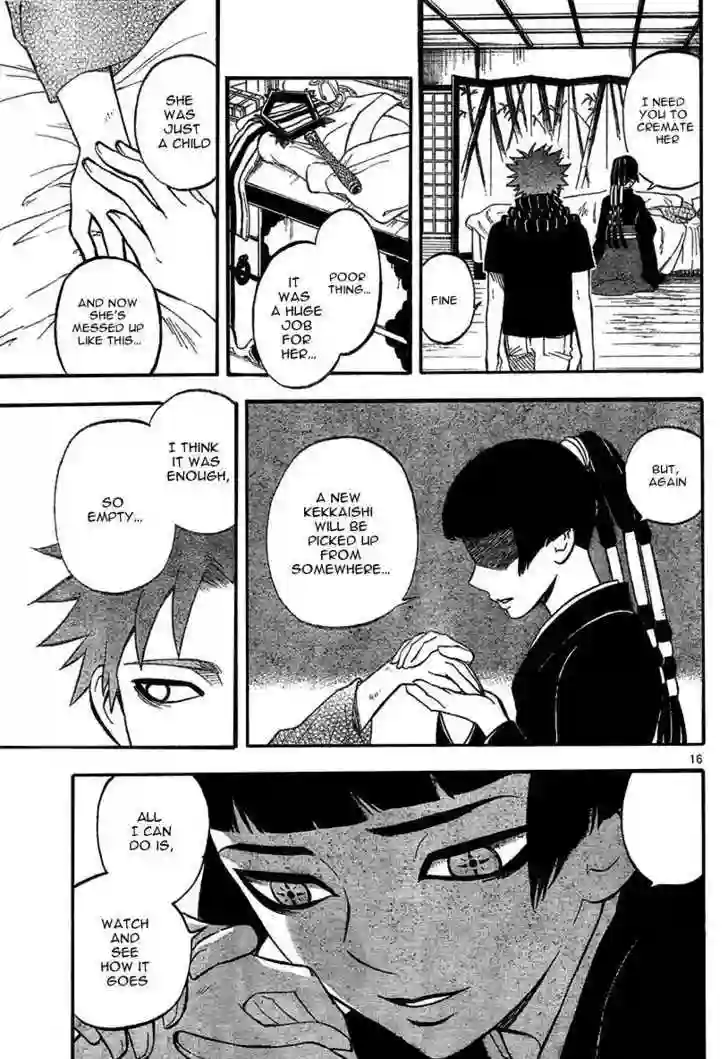 I NEED
YOU TO
CREMATE
HER
FINE
POOR
THING...
IT
WAS
A HUGE
JOB
FOR
HER...
SHE
WAS
JUST
A CHILD
AND NOW
SHE'S
MESSED UP
LIKE THIS...
BUT,
AGAIN
A NEW
KEKKAISHI
WILL BE
PICKED UP
FROM
SOMEWHERE...
I THINK
IT WAS
ENOUGH,
SO
EMPTY...
16
ALL
I CAN
DO IS,
WATCH
AND
SEE
HOW IT
GOES